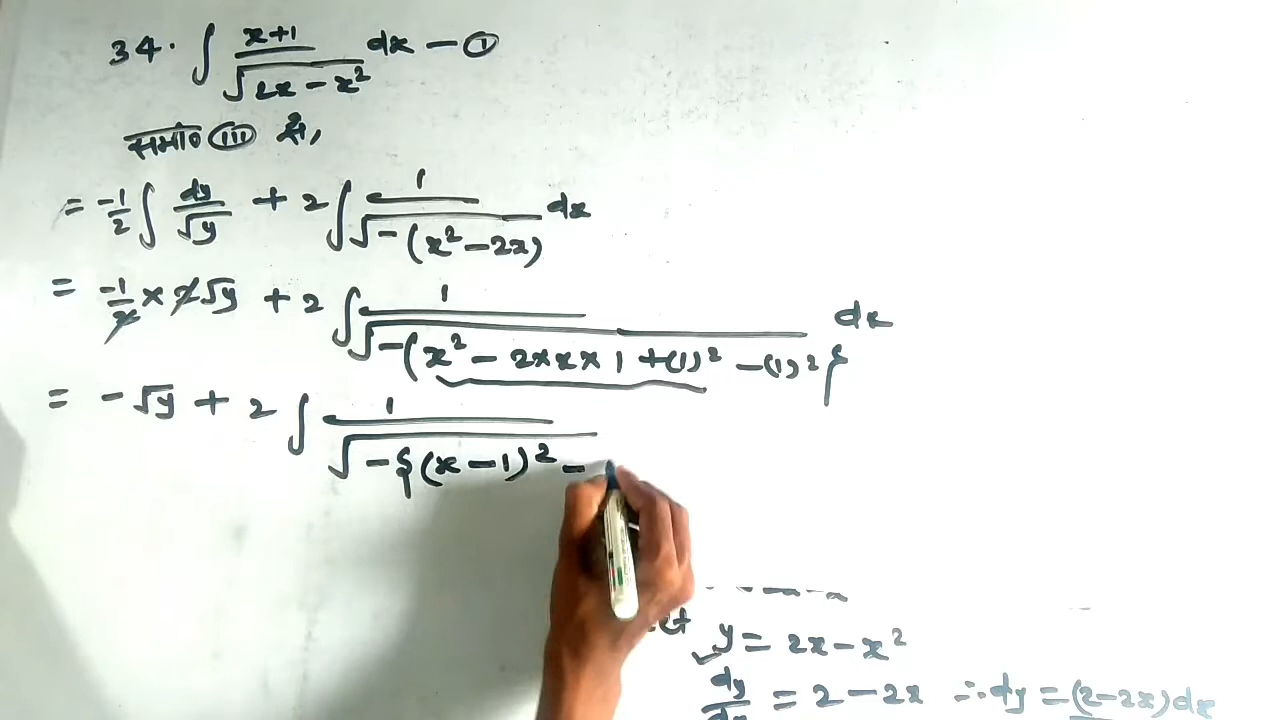 34. ∫ (x+1)/√(2x − x²) dx − ①
समी० (III) से,
= -1/2 ∫ dy/√y + 2 ∫ 1/√(−(x² − 2x)) dx
= -1/2 × 2√y + 2 ∫ 1/√(−(x² − 2×x×1 + (1)² − (1)²}) dx
= − √y + 2 ∫ 1/√(−{(x − 1)² −
y = 2x − x²
dy/dx = 2 − 2x ∴ dy = (2−2x)dx